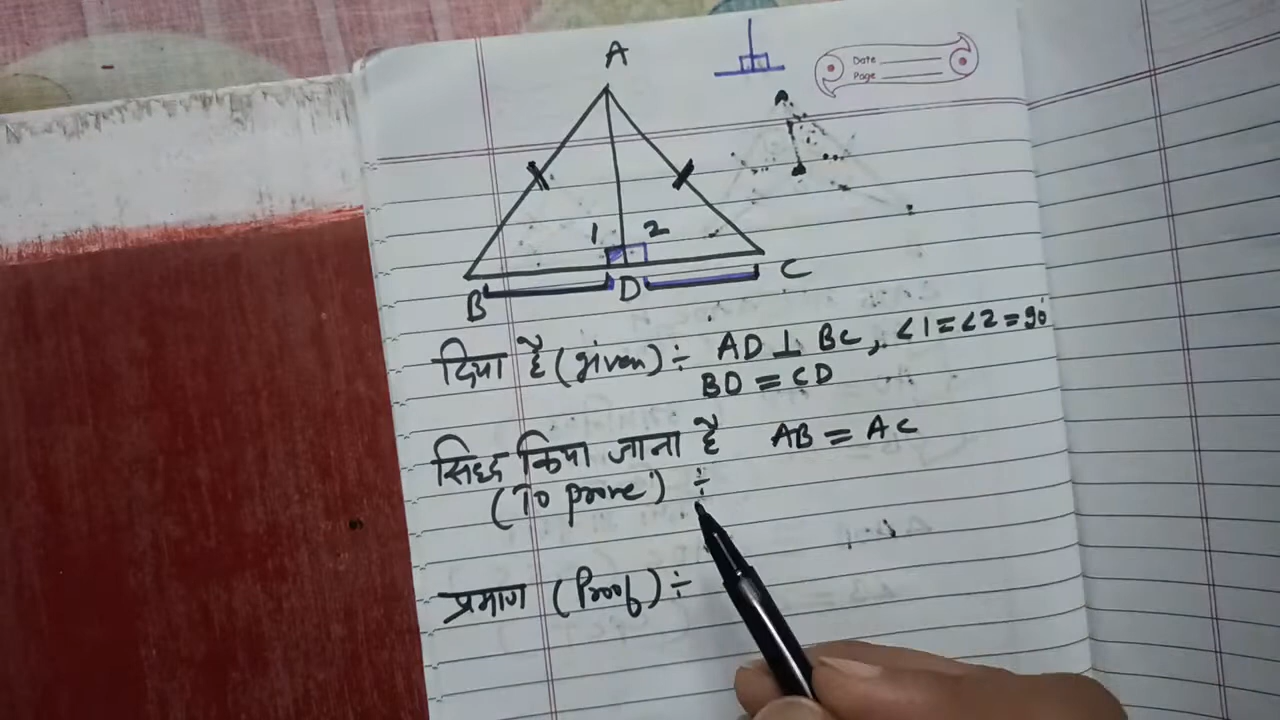 A
Date
Page
1 2
B D C
दिया है (given) ÷ AD ⊥ BC, ∠1 = ∠2 = 90°
BD = CD
सिध्द किया जाना है AB = AC
(To prove) ÷
प्रमाण (Proof) ÷